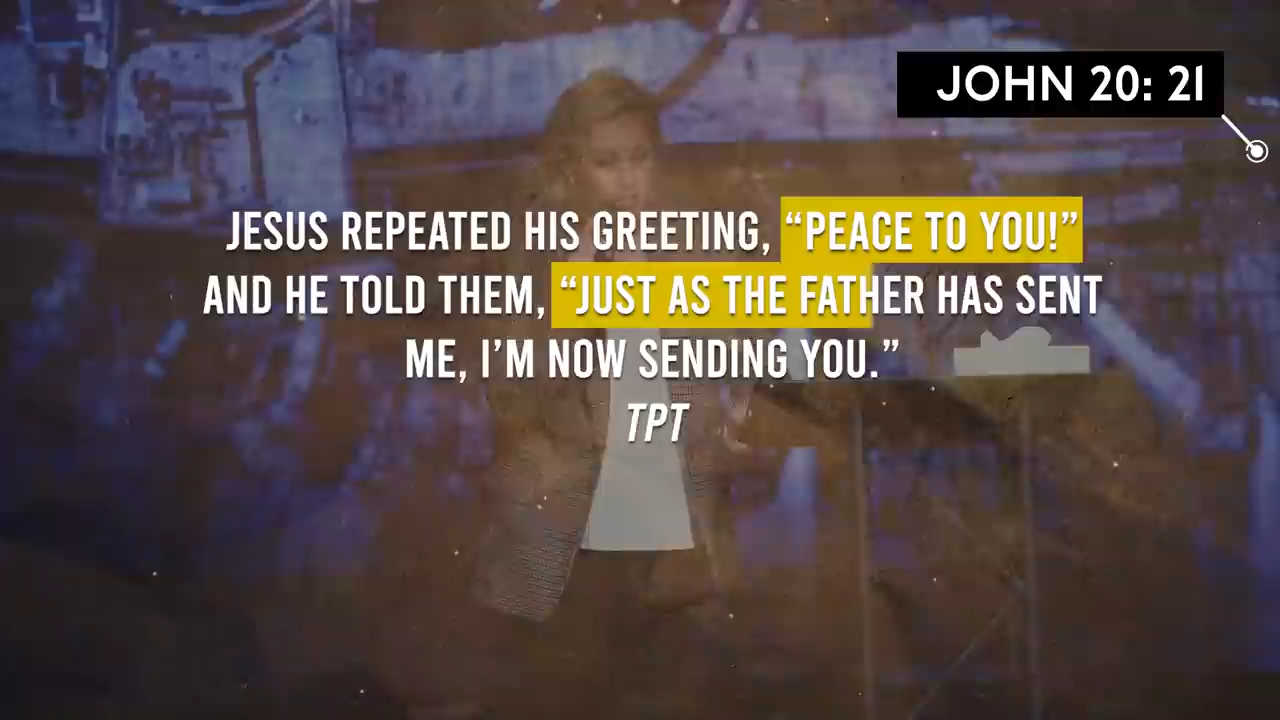 JOHN 20: 21
JESUS REPEATED HIS GREETING, “PEACE TO YOU!”
AND HE TOLD THEM, “JUST AS THE FATHER HAS SENT
ME, I’M NOW SENDING YOU.”
TPT